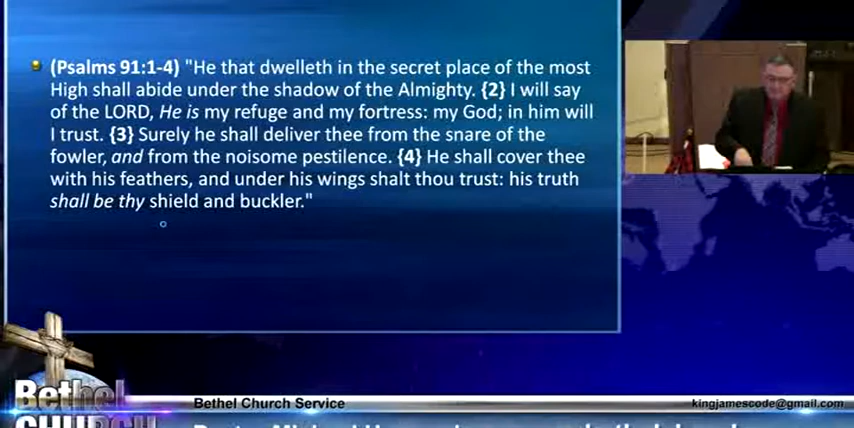 (Psalms 91:1-4) "He that dwelleth in the secret place of the most
High shall abide under the shadow of the Almighty. {2} I will say
of the LORD, He is my refuge and my fortress: my God; in him will
I trust. {3} Surely he shall deliver thee from the snare of the
fowler, and from the noisome pestilence. {4} He shall cover thee
with his feathers, and under his wings shalt thou trust: his truth
shall be thy shield and buckler."
Bethel
CHURCH
Bethel Church Service
kingjamescode@gmail.com